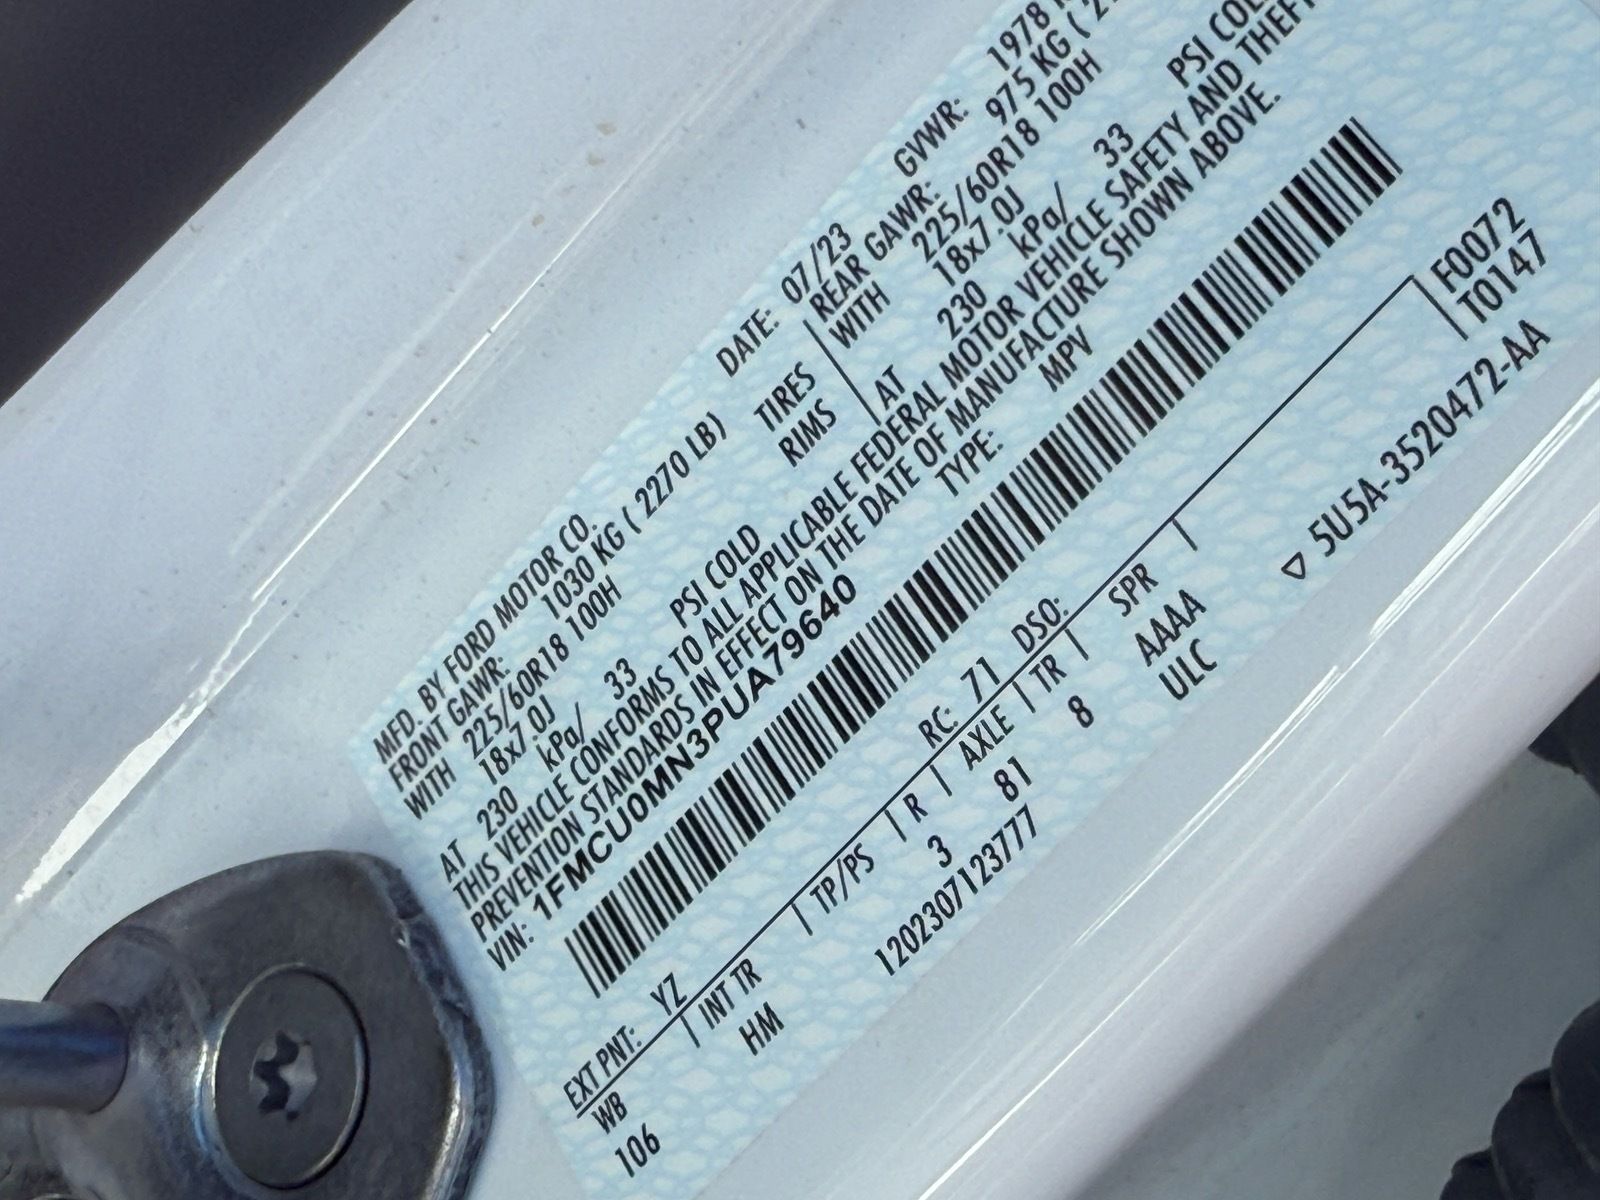 MFD. BY FORD MOTOR CO. DATE: 07/23 GVWR: 1978
FRONT GAWR: 1030 KG ( 2270 LB) REAR GAWR: 975 KG
WITH 225/60R18 100H TIRES WITH 225/60R18 100H
18x7.0J RIMS 18x7.0J
AT 230 kPa/ 33 PSI COLD AT 230 kPa/ 33 PSI
THIS VEHICLE CONFORMS TO ALL APPLICABLE FEDERAL MOTOR VEHICLE SAFETY AND THEFT
PREVENTION STANDARDS IN EFFECT ON THE DATE OF MANUFACTURE SHOWN ABOVE.
VIN: 1FMCU0MN3PUA79640 TYPE: MPV
EXT PNT: YZ RC: 71 DSO: F0072
WB | INT TR | TP/PS | R | AXLE | TR | SPR | T0147
106 HM 3 81 8 AAAA
1202307123777 ULC
▽ 5U5A-3520472-AA